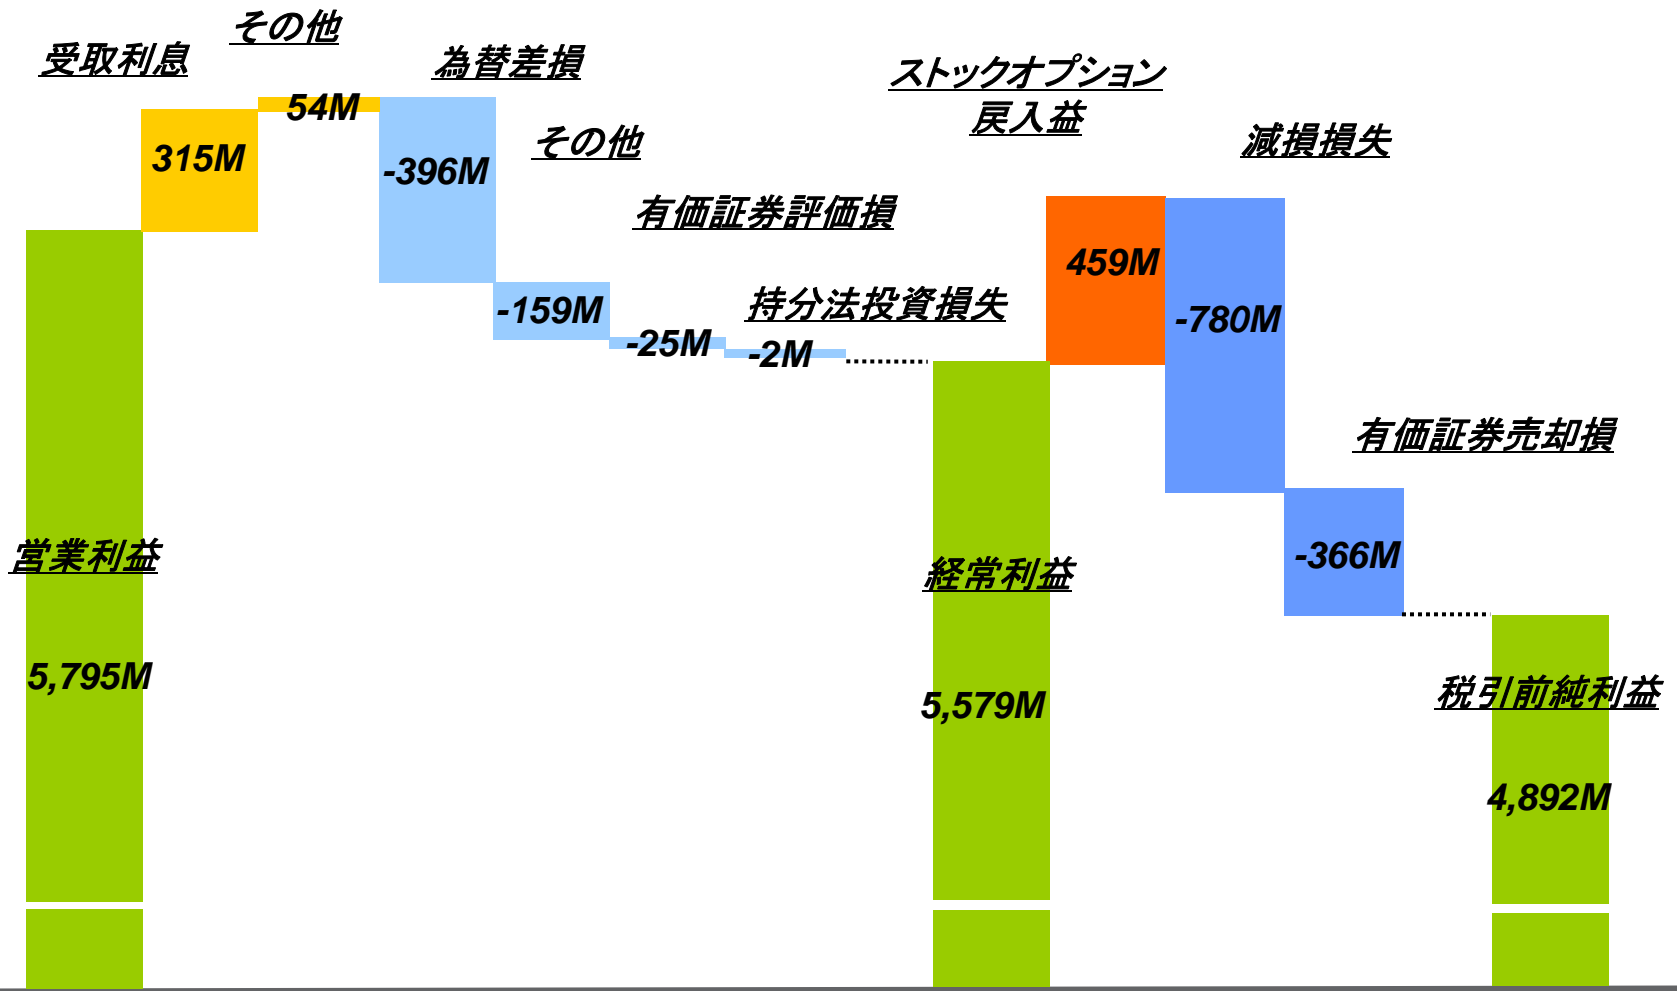 その他
受取利息
為替差損
ストックオプション
戻入益
54M
315M
-396M
その他
減損損失
有価証券評価損
459M
持分法投資損失
-159M
-25M
-2M
-780M
有価証券売却損
営業利益
経常利益
-366M
5,795M
5,579M
税引前純利益
4,892M